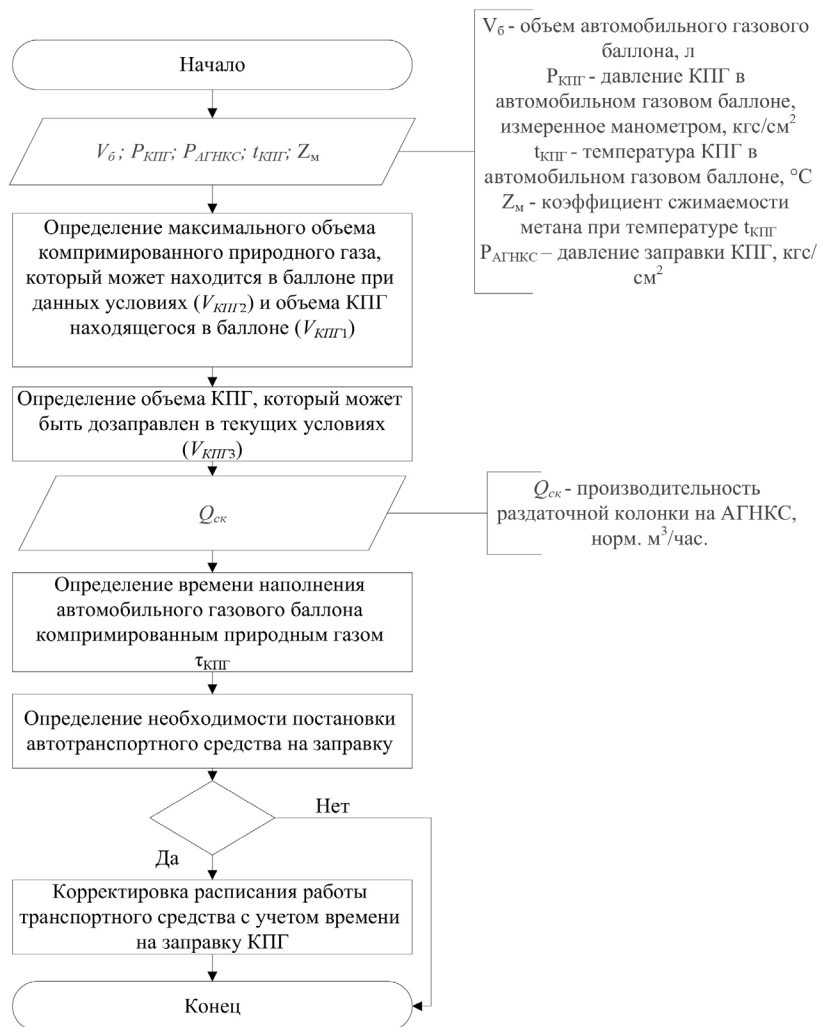 Начало
V_б ; P_КПГ; P_АГНКС; t_КПГ; Z_м
V_б - объем автомобильного газового
баллона, л
P_КПГ - давление КПГ в
автомобильном газовом баллоне,
измеренное манометром, кгс/см²
t_КПГ - температура КПГ в
автомобильном газовом баллоне, °С
Z_м - коэффициент сжимаемости
метана при температуре t_КПГ
P_АГНКС – давление заправки КПГ, кгс/
см²
Определение максимального объема
компримированного природного газа,
который может находится в баллоне при
данных условиях (V_КПГ2) и объема КПГ
находящегося в баллоне (V_КПГ1)
Определение объема КПГ, который может
быть дозаправлен в текущих условиях
(V_КПГ3)
Q_ск
Q_ск - производительность
раздаточной колонки на АГНКС,
норм. м³/час.
Определение времени наполнения
автомобильного газового баллона
компримированным природным газом
τ_КПГ
Определение необходимости постановки
автотранспортного средства на заправку
Нет
Да
Корректировка расписания работы
транспортного средства с учетом времени
на заправку КПГ
Конец